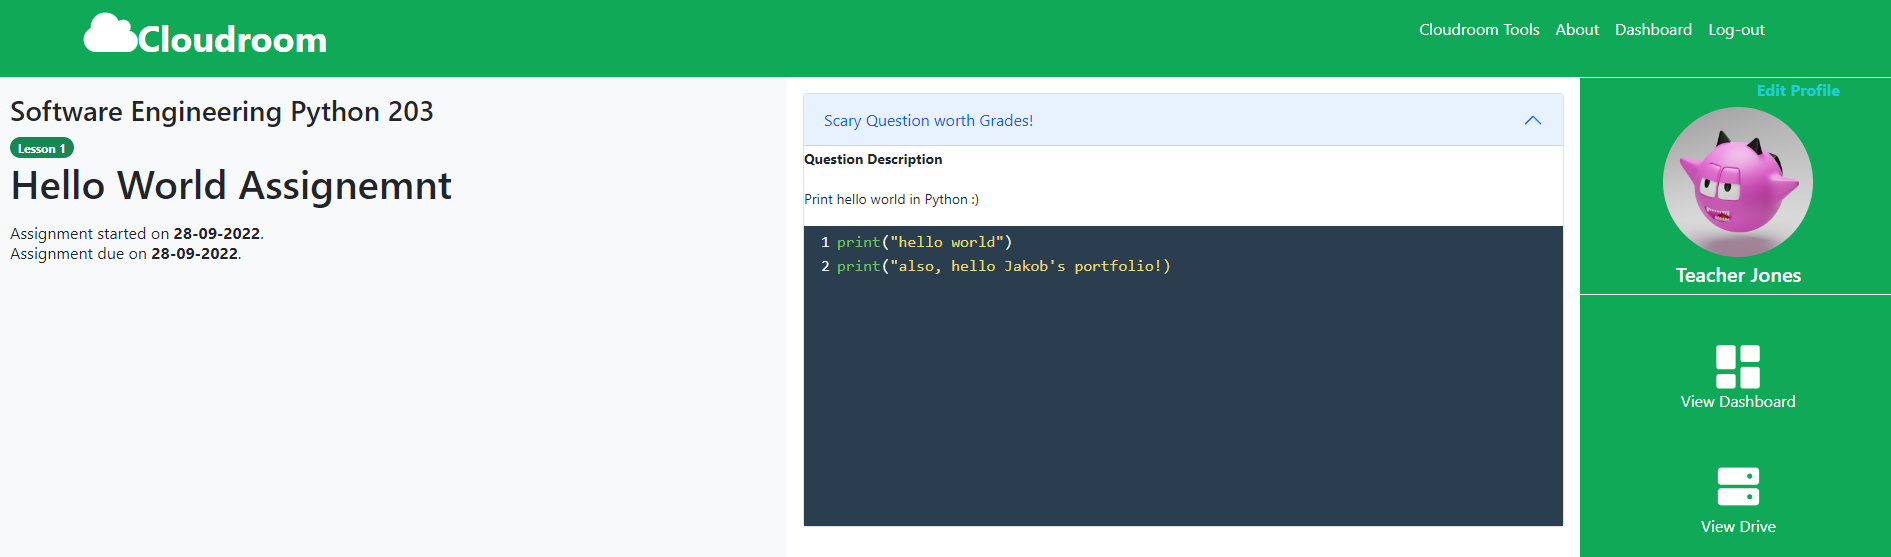 Cloudroom
Cloudroom Tools About Dashboard Log-out
Software Engineering Python 203
Lesson 1
Hello World Assignemnt
Assignment started on 28-09-2022.
Assignment due on 28-09-2022.
Scary Question worth Grades!
Question Description
Print hello world in Python :)
1 print("hello world")
2 print("also, hello Jakob's portfolio!)
Edit Profile
Teacher Jones
View Dashboard
View Drive